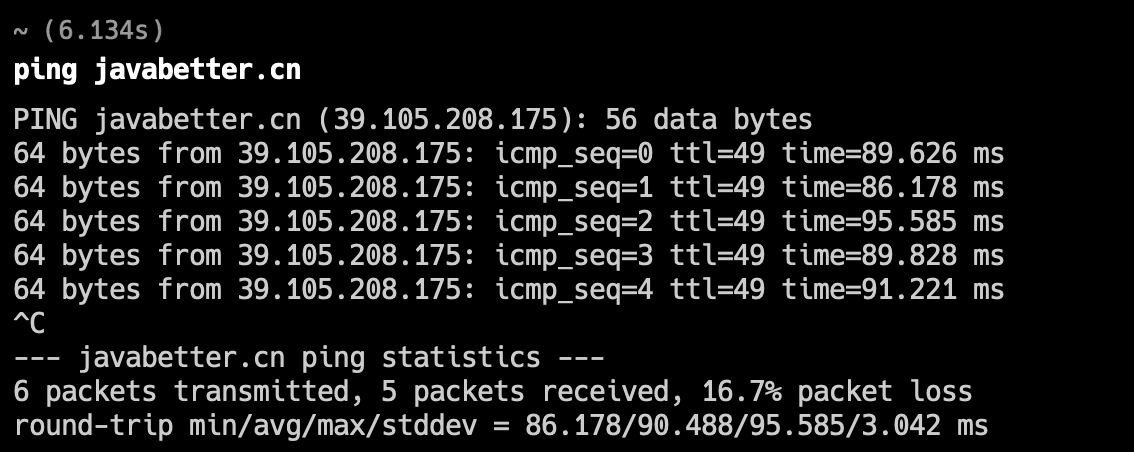 ~ (6.134s)
ping javabetter.cn
PING javabetter.cn (39.105.208.175): 56 data bytes
64 bytes from 39.105.208.175: icmp_seq=0 ttl=49 time=89.626 ms
64 bytes from 39.105.208.175: icmp_seq=1 ttl=49 time=86.178 ms
64 bytes from 39.105.208.175: icmp_seq=2 ttl=49 time=95.585 ms
64 bytes from 39.105.208.175: icmp_seq=3 ttl=49 time=89.828 ms
64 bytes from 39.105.208.175: icmp_seq=4 ttl=49 time=91.221 ms
^C
--- javabetter.cn ping statistics ---
6 packets transmitted, 5 packets received, 16.7% packet loss
round-trip min/avg/max/stddev = 86.178/90.488/95.585/3.042 ms